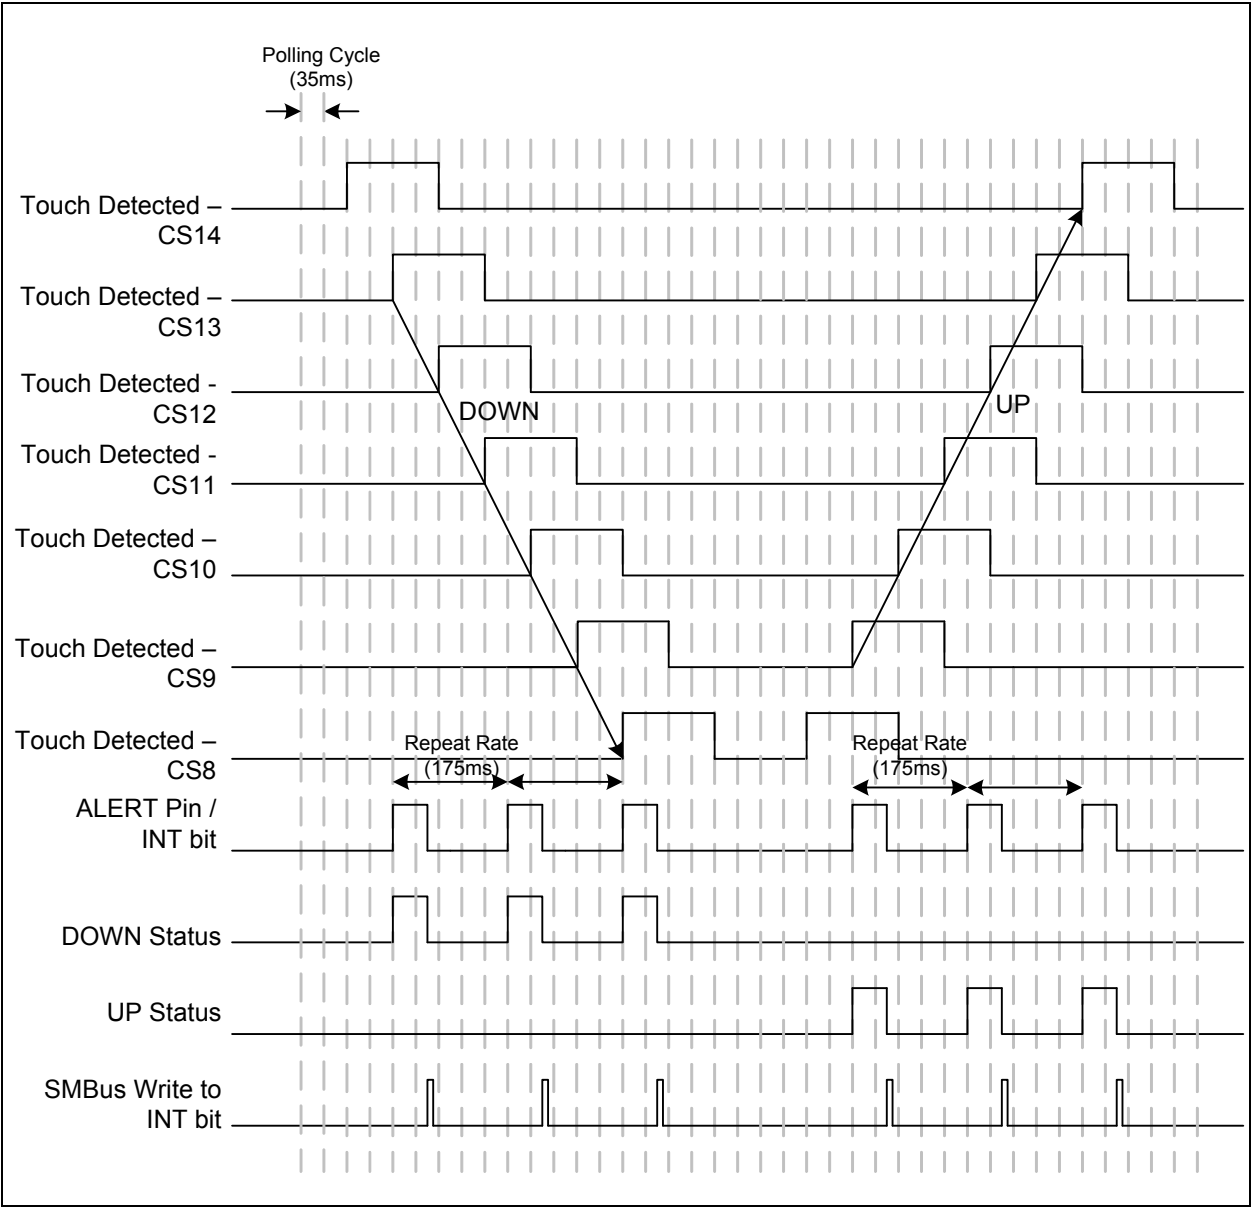 Polling Cycle
(35ms)
Touch Detected –
CS14
Touch Detected –
CS13
Touch Detected -
CS12
DOWN
UP
Touch Detected -
CS11
Touch Detected –
CS10
Touch Detected –
CS9
Touch Detected –
CS8
Repeat Rate
(175ms)
Repeat Rate
(175ms)
ALERT Pin /
INT bit
DOWN Status
UP Status
SMBus Write to
INT bit